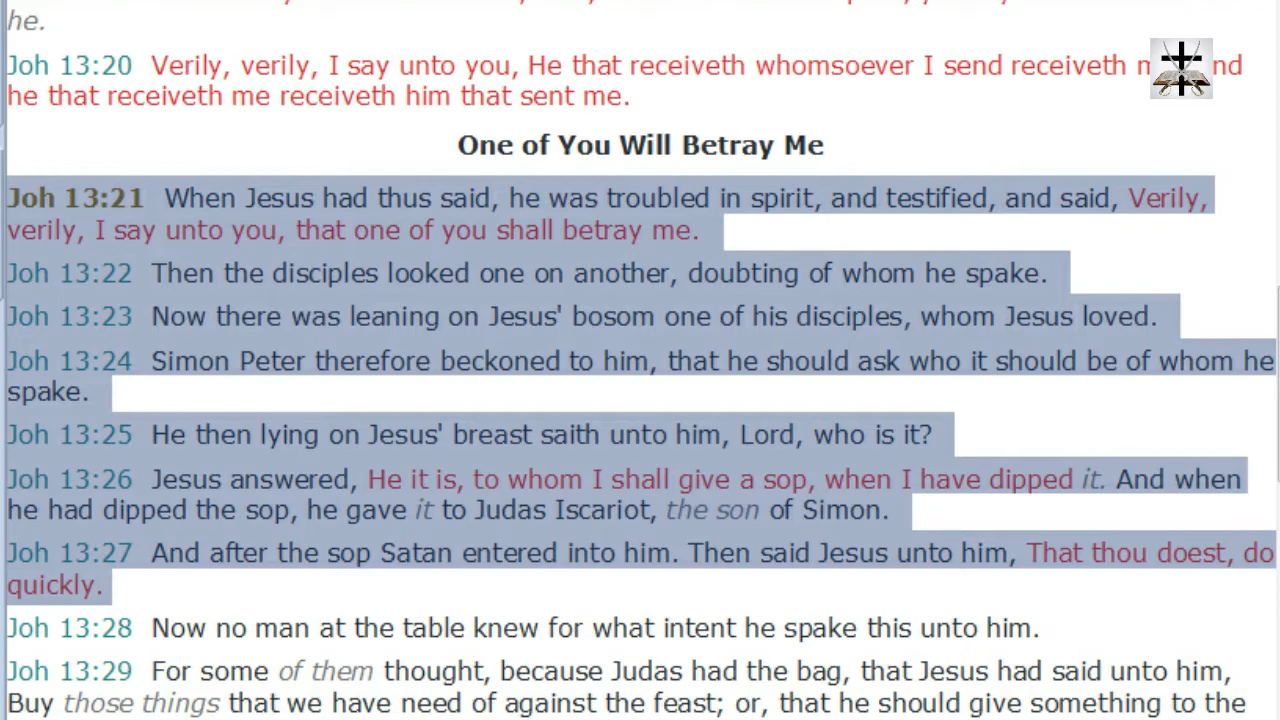 he.
Joh 13:20 Verily, verily, I say unto you, He that receiveth whomsoever I send receiveth
he that receiveth me receiveth him that sent me.
One of You Will Betray Me
Joh 13:21 When Jesus had thus said, he was troubled in spirit, and testified, and said, Verily,
verily, I say unto you, that one of you shall betray me.
Joh 13:22 Then the disciples looked one on another, doubting of whom he spake.
Joh 13:23 Now there was leaning on Jesus' bosom one of his disciples, whom Jesus loved.
Joh 13:24 Simon Peter therefore beckoned to him, that he should ask who it should be of whom he
spake.
Joh 13:25 He then lying on Jesus' breast saith unto him, Lord, who is it?
Joh 13:26 Jesus answered, He it is, to whom I shall give a sop, when I have dipped it. And when
he had dipped the sop, he gave it to Judas Iscariot, the son of Simon.
Joh 13:27 And after the sop Satan entered into him. Then said Jesus unto him, That thou doest, do
quickly.
Joh 13:28 Now no man at the table knew for what intent he spake this unto him.
Joh 13:29 For some of them thought, because Judas had the bag, that Jesus had said unto him,
Buy those things that we have need of against the feast; or, that he should give something to the